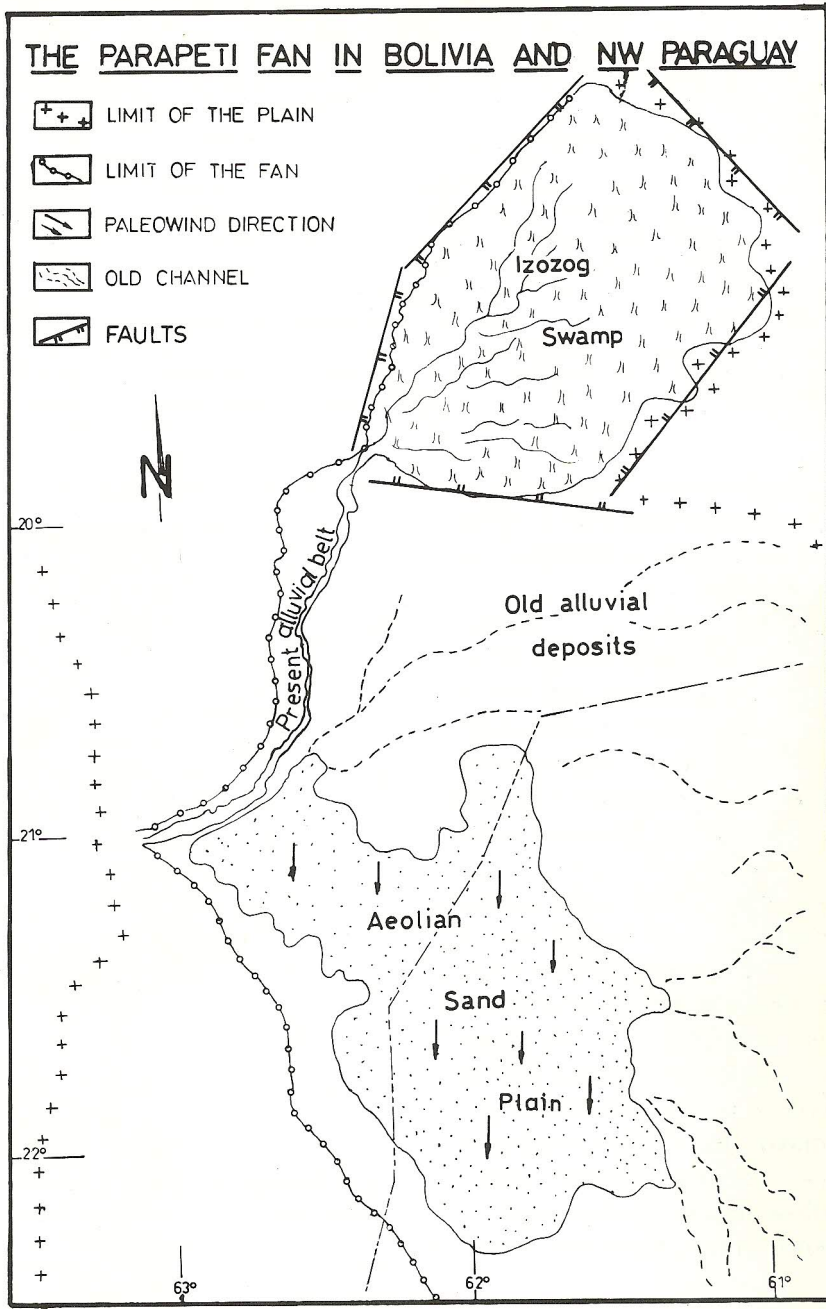 THE PARAPETI FAN IN BOLIVIA AND NW PARAGUAY
LIMIT OF THE PLAIN
LIMIT OF THE FAN
PALEOWIND DIRECTION
OLD CHANNEL
FAULTS
Izozog
Swamp
N
20°
Present alluvial belt
Old alluvial
deposits
21°
Aeolian
Sand
Plain
22°
63°
62°
61°